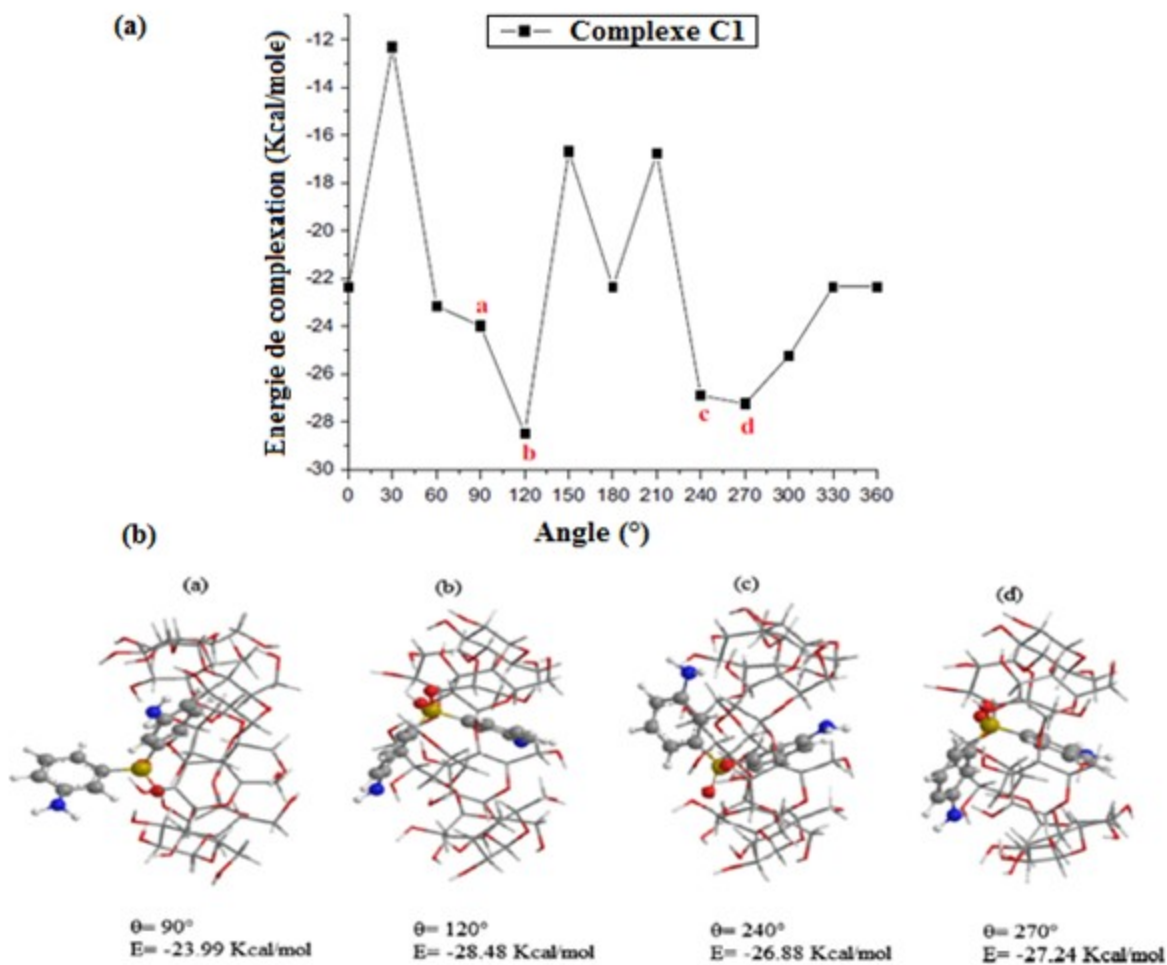 (a)
Complexe C1
Energie de complexation (Kcal/mole)
-12
-14
-16
-18
-20
-22
-24
-26
-28
-30
a
b
c
d
0 30 60 90 120 150 180 210 240 270 300 330 360
Angle (°)
(b)
(a) (b) (c) (d)
θ= 90° θ= 120° θ= 240° θ= 270°
E= -23.99 Kcal/mol E= -28.48 Kcal/mol E= -26.88 Kcal/mol E= -27.24 Kcal/mol